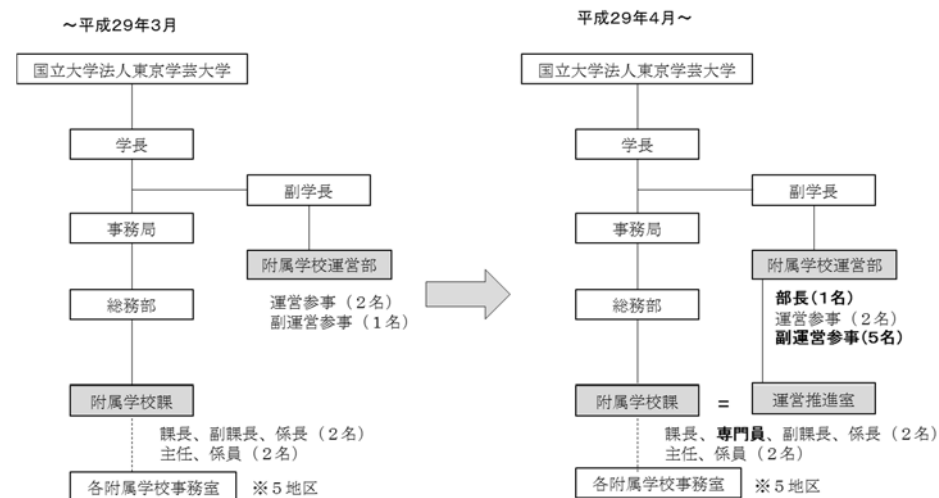 ～平成29年3月
国立大学法人東京学芸大学
学長
副学長
事務局
附属学校運営部
運営参事（２名）
副運営参事（１名）
総務部
附属学校課
課長、副課長、係長（２名）
主任、係員（２名）
各附属学校事務室 ※５地区
平成29年4月～
国立大学法人東京学芸大学
学長
副学長
事務局
附属学校運営部
部長(1名)
運営参事（２名）
副運営参事(5名)
総務部
附属学校課 = 運営推進室
課長、専門員、副課長、係長（２名）
主任、係員（２名）
各附属学校事務室 ※５地区